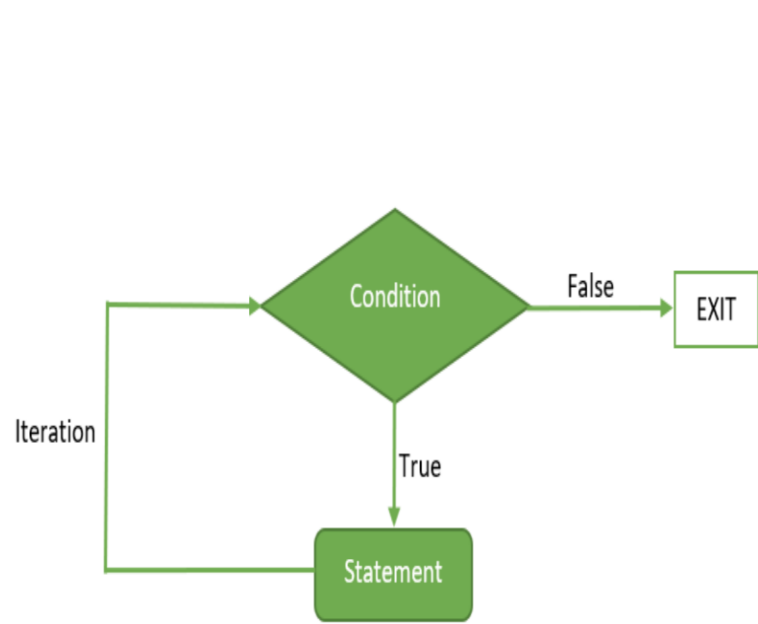 Condition
False
EXIT
Iteration
True
Statement